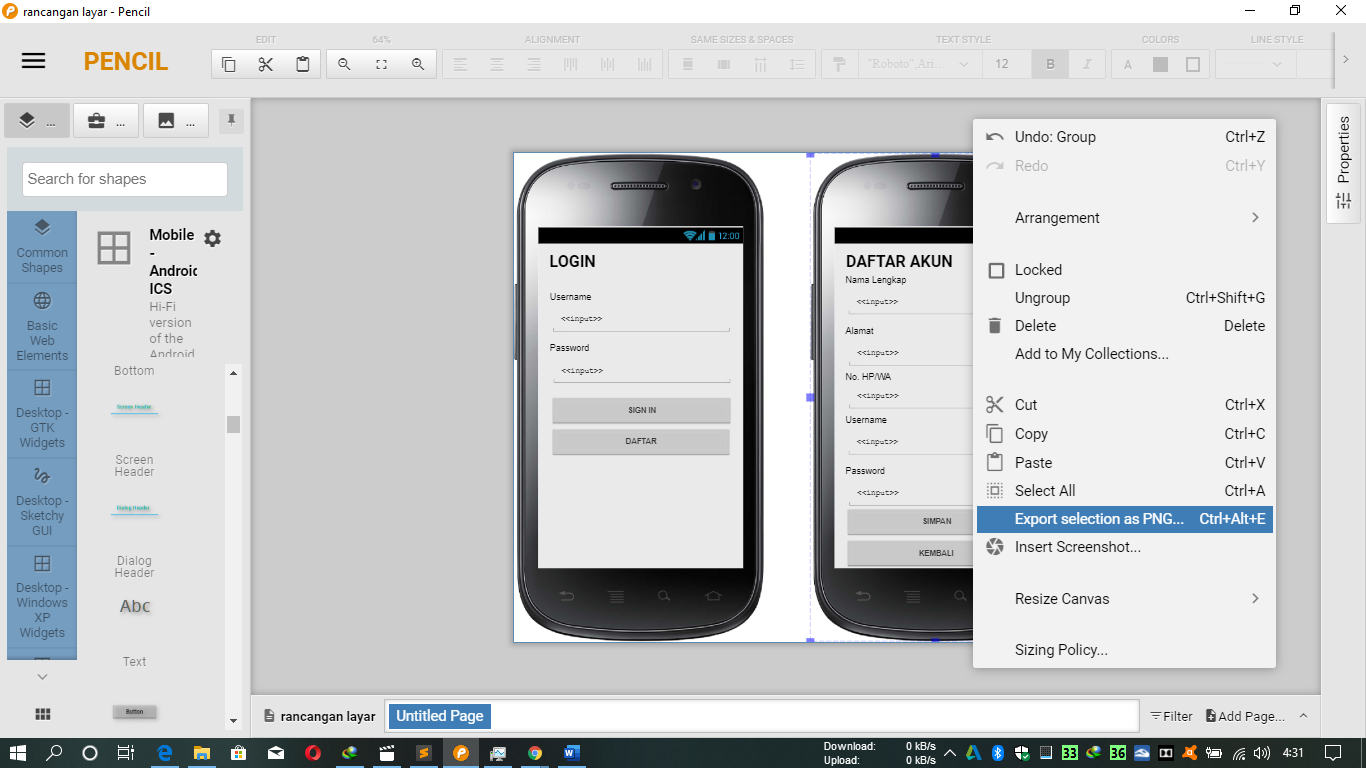 rancangan layar - Pencil
PENCIL
EDIT
64%
ALIGNMENT
SAME SIZES & SPACES
TEXT STYLE
COLORS
LINE STYLE
"Roboto",Ari...
12
B
I
A
...
...
...
Search for shapes
Common
Shapes
Basic
Web
Elements
Desktop -
GTK
Widgets
Desktop -
Sketchy
GUI
Desktop -
Windows
XP
Widgets
Mobile
-
Android
ICS
Hi-Fi
version
of the
Android
Bottom
Screen Header
Screen
Header
Dialog Header
Dialog
Header
Abc
Text
Button
12:00
LOGIN
Username
<<input>>
Password
<<input>>
SIGN IN
DAFTAR
DAFTAR AKUN
Nama Lengkap
<<input>>
Alamat
<<input>>
No. HP/WA
<<input>>
Username
<<input>>
Password
<<input>>
SIMPAN
KEMBALI
Undo: Group Ctrl+Z
Redo Ctrl+Y
Arrangement
Locked
Ungroup Ctrl+Shift+G
Delete Delete
Add to My Collections...
Cut Ctrl+X
Copy Ctrl+C
Paste Ctrl+V
Select All Ctrl+A
Export selection as PNG... Ctrl+Alt+E
Insert Screenshot...
Resize Canvas
Sizing Policy...
Properties
rancangan layar
Untitled Page
Filter
Add Page...
Download: 0 kB/s
Upload: 0 kB/s
33
36
4:31